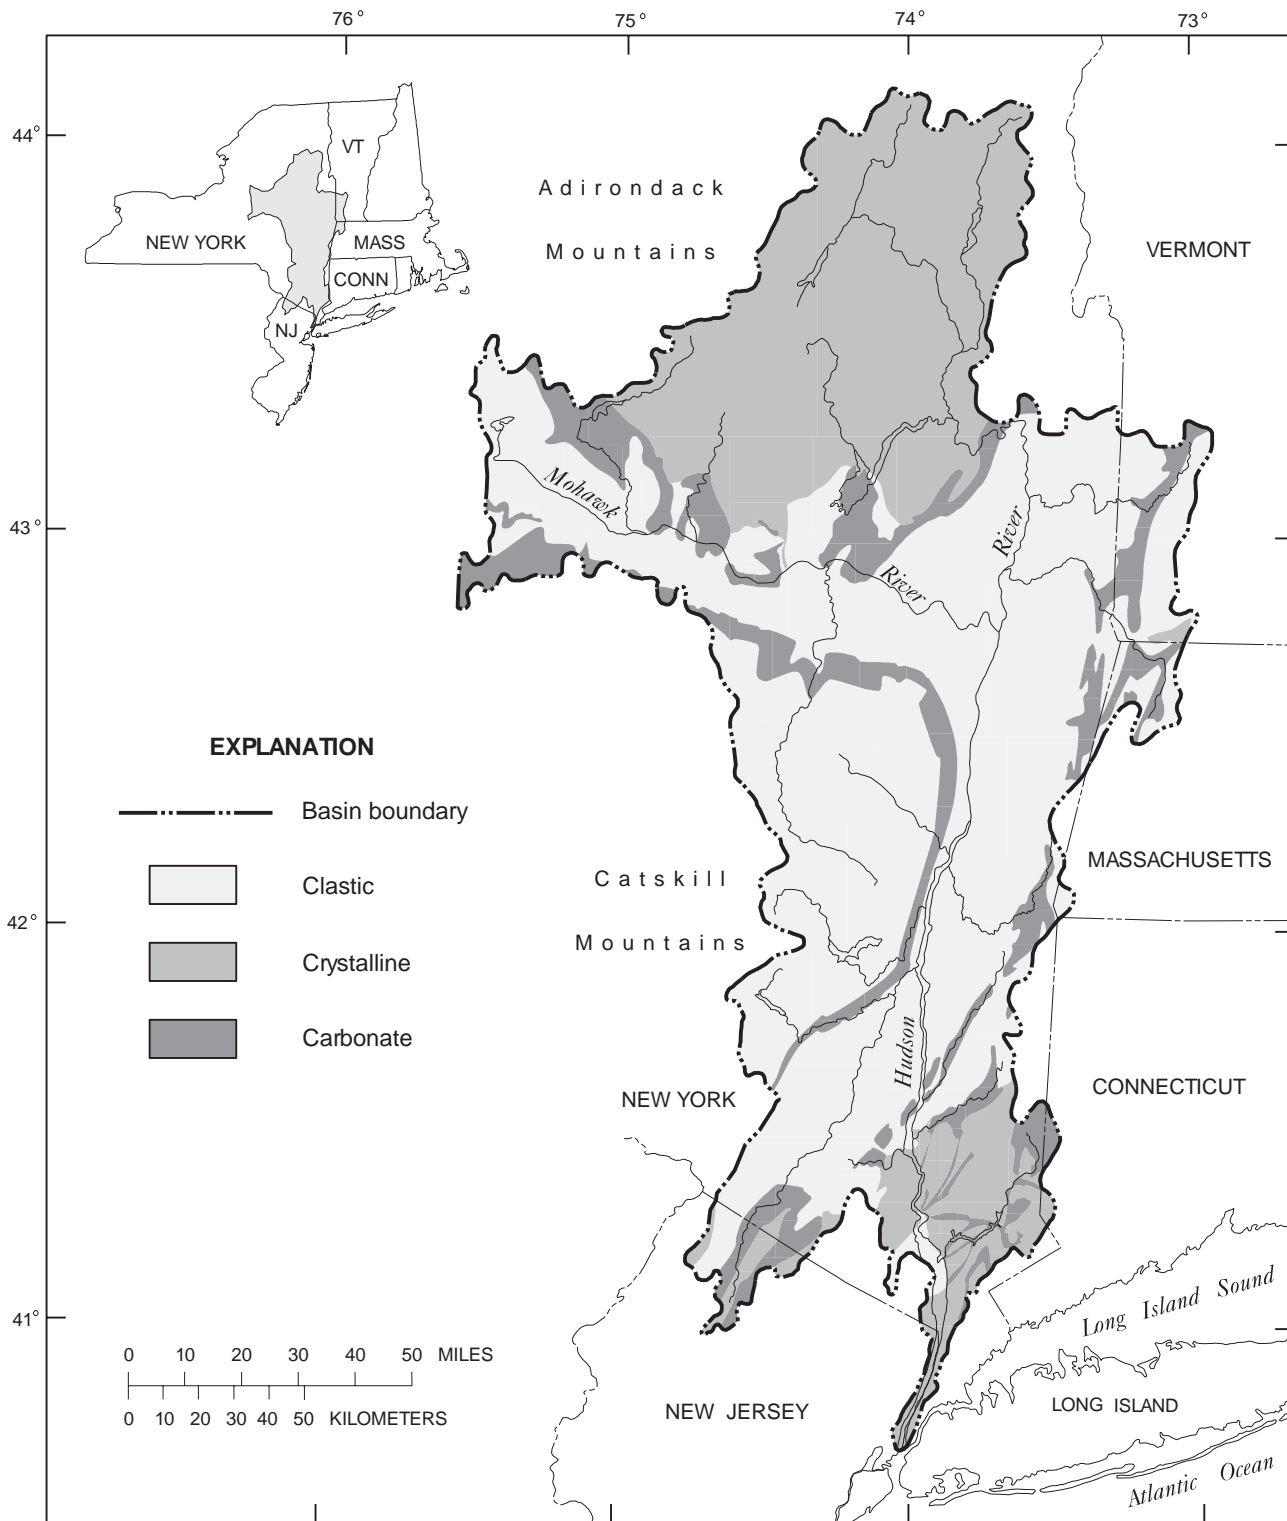 76°
75°
74°
73°
44°
43°
42°
41°
VT
NEW YORK
MASS
CONN
NJ
Adirondack
Mountains
VERMONT
Mohawk
River
River
EXPLANATION
Basin boundary
Clastic
Crystalline
Carbonate
Catskill
Mountains
MASSACHUSETTS
Hudson
NEW YORK
CONNECTICUT
Long Island Sound
0 10 20 30 40 50 MILES
0 10 20 30 40 50 KILOMETERS
NEW JERSEY
LONG ISLAND
Atlantic Ocean